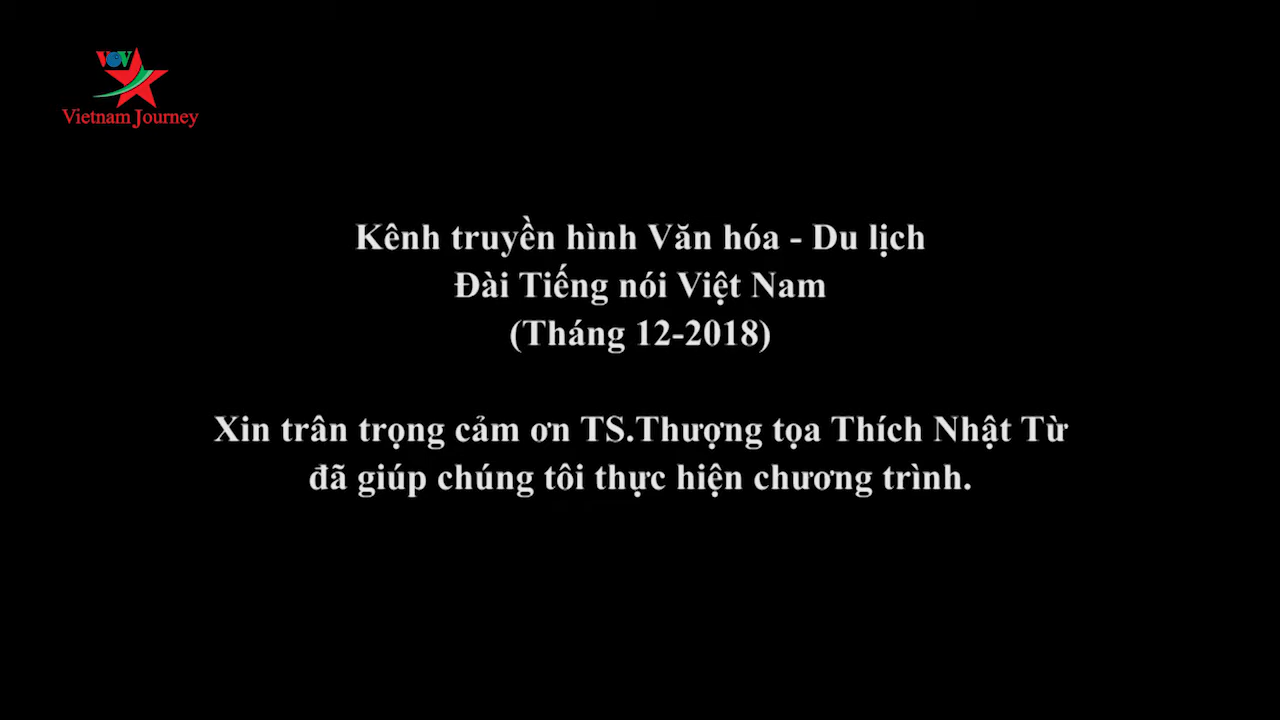 VOV
Vietnam Journey
Kênh truyền hình Văn hóa - Du lịch
Đài Tiếng nói Việt Nam
(Tháng 12-2018)
Xin trân trọng cảm ơn TS.Thượng tọa Thích Nhật Từ
đã giúp chúng tôi thực hiện chương trình.